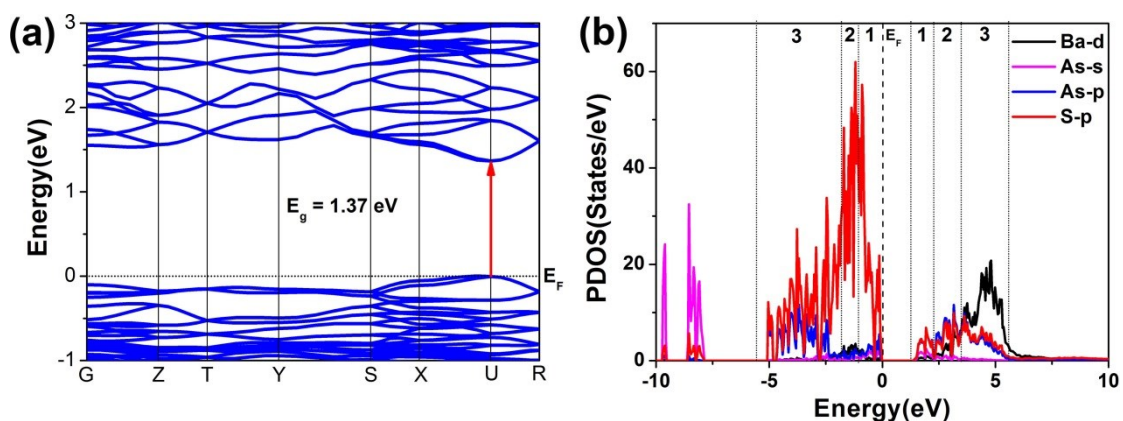 (a)
Energy(eV)
3
2
1
0
-1
E_g = 1.37 eV
E_F
G Z T Y S X U R
(b)
PDOS(States/eV)
60
40
20
0
3 2 1 E_F 1 2 3
Ba-d
As-s
As-p
S-p
-10 -5 0 5 10
Energy(eV)